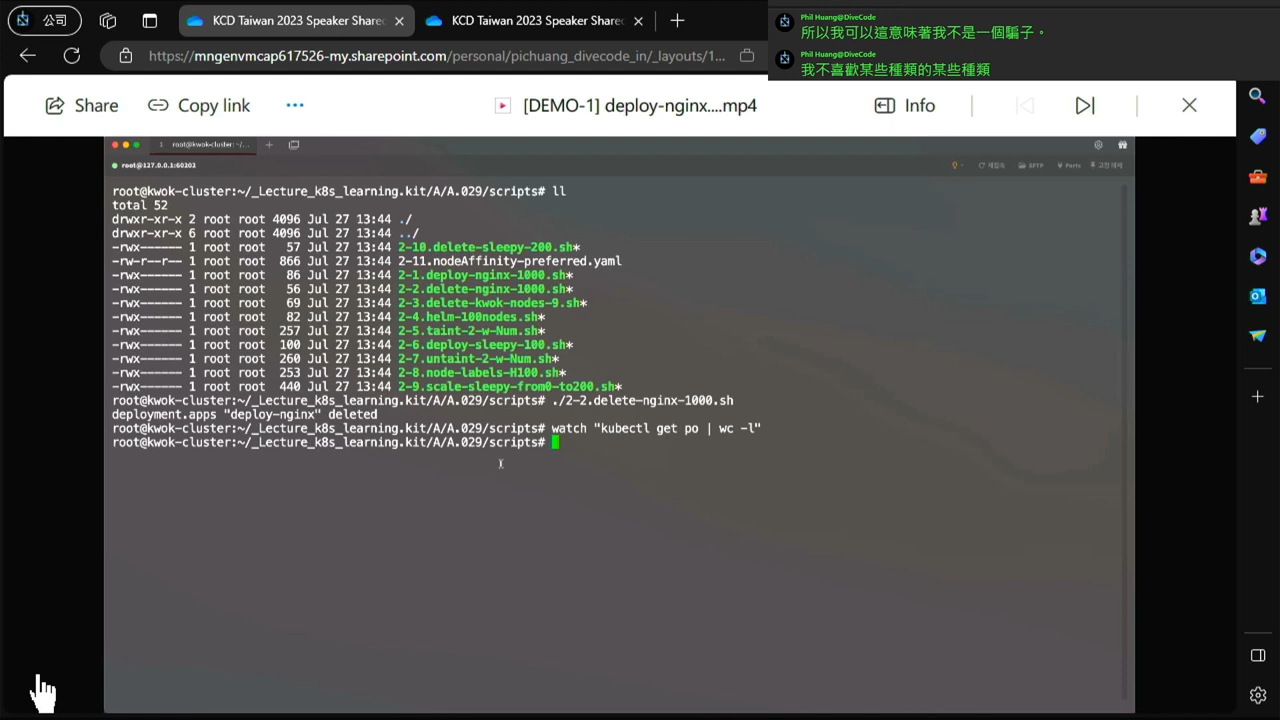 公司
KCD Taiwan 2023 Speaker Share
KCD Taiwan 2023 Speaker Share
https://mngenvmcap617526-my.sharepoint.com/personal/pichuang_divecode_in/_layouts/1...
Phil Huang@DiveCode
所以我可以這意味著我不是一個騙子。
Phil Huang@DiveCode
我不喜歡某些種類的某些種類
Share
Copy link
[DEMO-1] deploy-nginx....mp4
Info
1 root@kwok-cluster: ~/...
root@127.0.0.1:60202
SFTP
Ports
root@kwok-cluster:~/_Lecture_k8s_learning.kit/A/A.029/scripts# ll
total 52
drwxr-xr-x 2 root root 4096 Jul 27 13:44 ./
drwxr-xr-x 6 root root 4096 Jul 27 13:44 ../
-rwx------ 1 root root 57 Jul 27 13:44 2-10.delete-sleepy-200.sh*
-rw-r--r-- 1 root root 866 Jul 27 13:44 2-11.nodeAffinity-preferred.yaml
-rwx------ 1 root root 86 Jul 27 13:44 2-1.deploy-nginx-1000.sh*
-rwx------ 1 root root 56 Jul 27 13:44 2-2.delete-nginx-1000.sh*
-rwx------ 1 root root 69 Jul 27 13:44 2-3.delete-kwok-nodes-9.sh*
-rwx------ 1 root root 82 Jul 27 13:44 2-4.helm-100nodes.sh*
-rwx------ 1 root root 257 Jul 27 13:44 2-5.taint-2-w-Num.sh*
-rwx------ 1 root root 100 Jul 27 13:44 2-6.deploy-sleepy-100.sh*
-rwx------ 1 root root 260 Jul 27 13:44 2-7.untaint-2-w-Num.sh*
-rwx------ 1 root root 253 Jul 27 13:44 2-8.node-labels-H100.sh*
-rwx------ 1 root root 440 Jul 27 13:44 2-9.scale-sleepy-from0-to200.sh*
root@kwok-cluster:~/_Lecture_k8s_learning.kit/A/A.029/scripts# ./2-2.delete-nginx-1000.sh
deployment.apps "deploy-nginx" deleted
root@kwok-cluster:~/_Lecture_k8s_learning.kit/A/A.029/scripts# watch "kubectl get po | wc -l"
root@kwok-cluster:~/_Lecture_k8s_learning.kit/A/A.029/scripts#